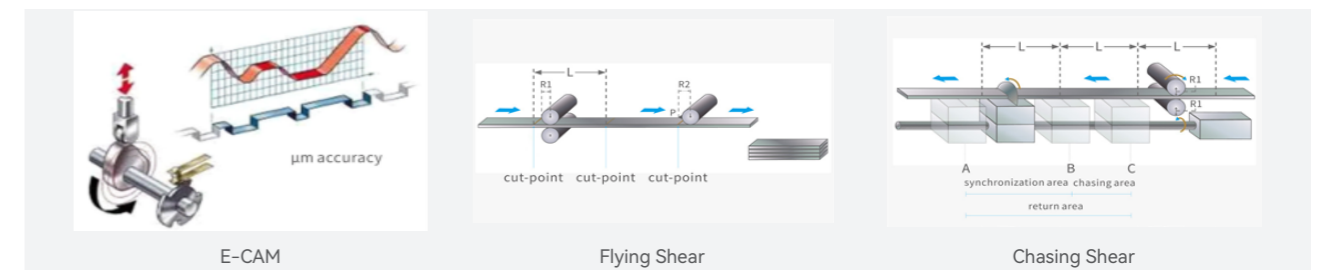 μm accuracy
E-CAM
L
R1
R2
P
cut-point cut-point cut-point
Flying Shear
L L L
R1
R1
A B C
synchronization area chasing area
return area
Chasing Shear